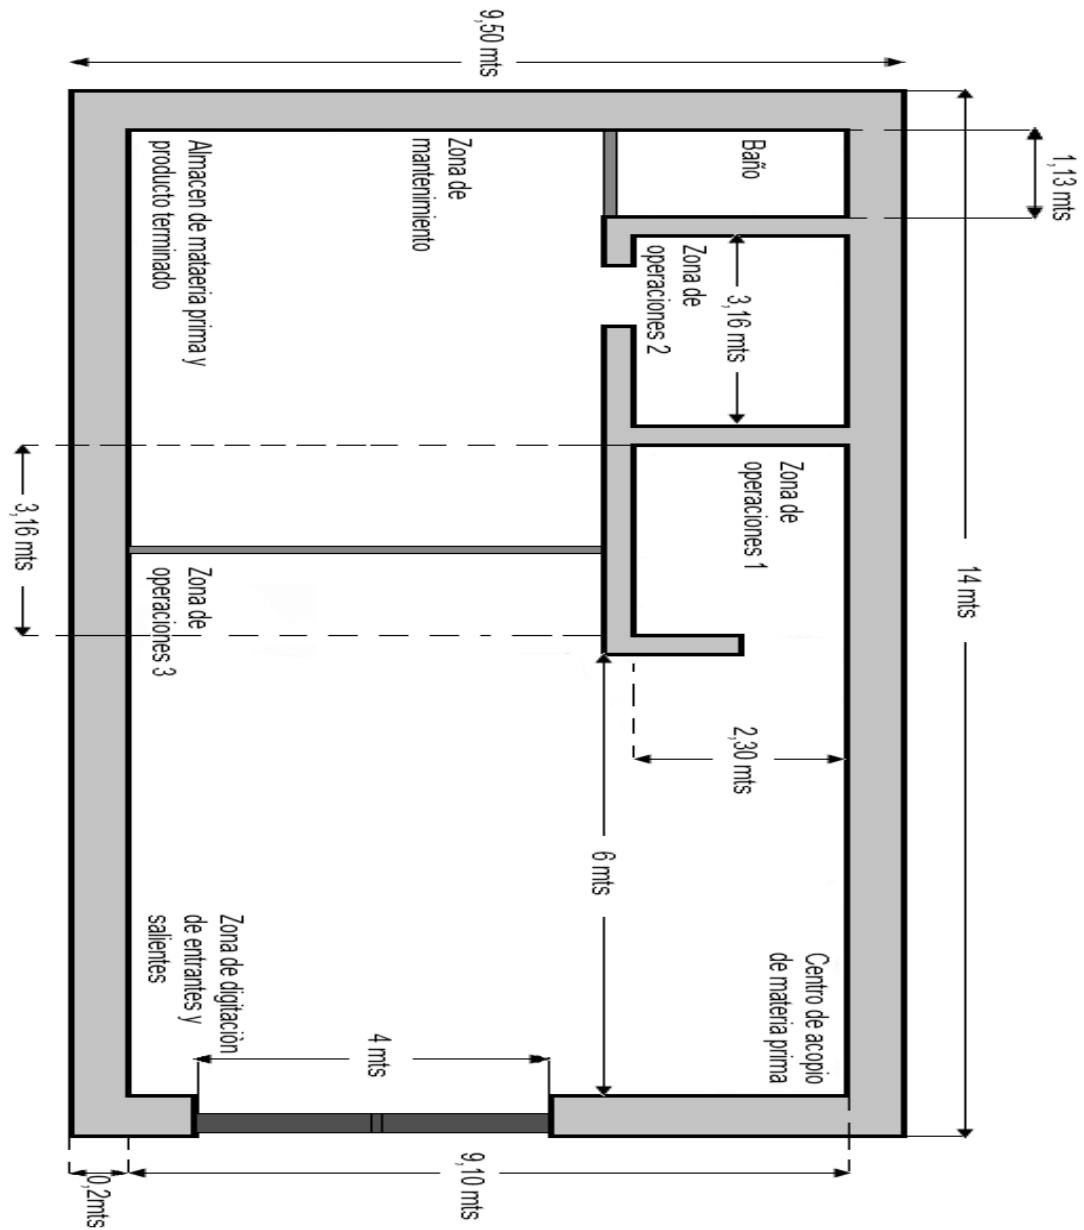 14 mts
1,13 mts
Centro de acopio
de materia prima
Zona de
operaciones 1
Baño
3,16 mts
2,30 mts
Zona de
operaciones 2
6 mts
Zona de
mantenimiento
4 mts
Almacen de mataeria prima y
producto terminado
Zona de
operaciones 3
Zona de digitaciòn
de entrantes y
salientes
3,16 mts
9,50 mts
9,10 mts
0,2mts